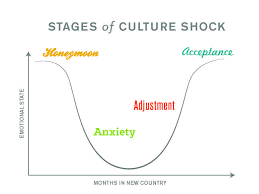 STAGES of CULTURE SHOCK
Honeymoon
Acceptance
Adjustment
Anxiety
EMOTIONAL STATE
MONTHS IN NEW COUNTRY